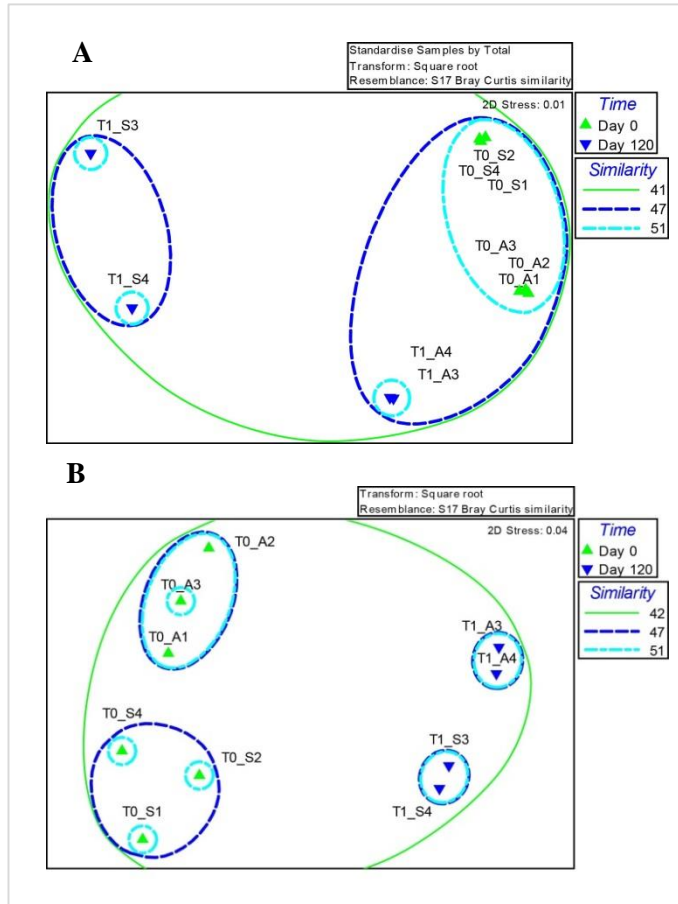 A
Standardise Samples by Total
Transform: Square root
Resemblance: S17 Bray Curtis similarity
2D Stress: 0.01
Time
Day 0
Day 120
Similarity
41
47
51
T1_S3
T0_S2
T0_S4
T0_S1
T0_A3
T0_A2
T0_A1
T1_S4
T1_A4
T1_A3
B
Transform: Square root
Resemblance: S17 Bray Curtis similarity
2D Stress: 0.04
Time
Day 0
Day 120
Similarity
42
47
51
T0_A2
T0_A3
T0_A1
T1_A3
T1_A4
T0_S4
T0_S2
T0_S1
T1_S3
T1_S4